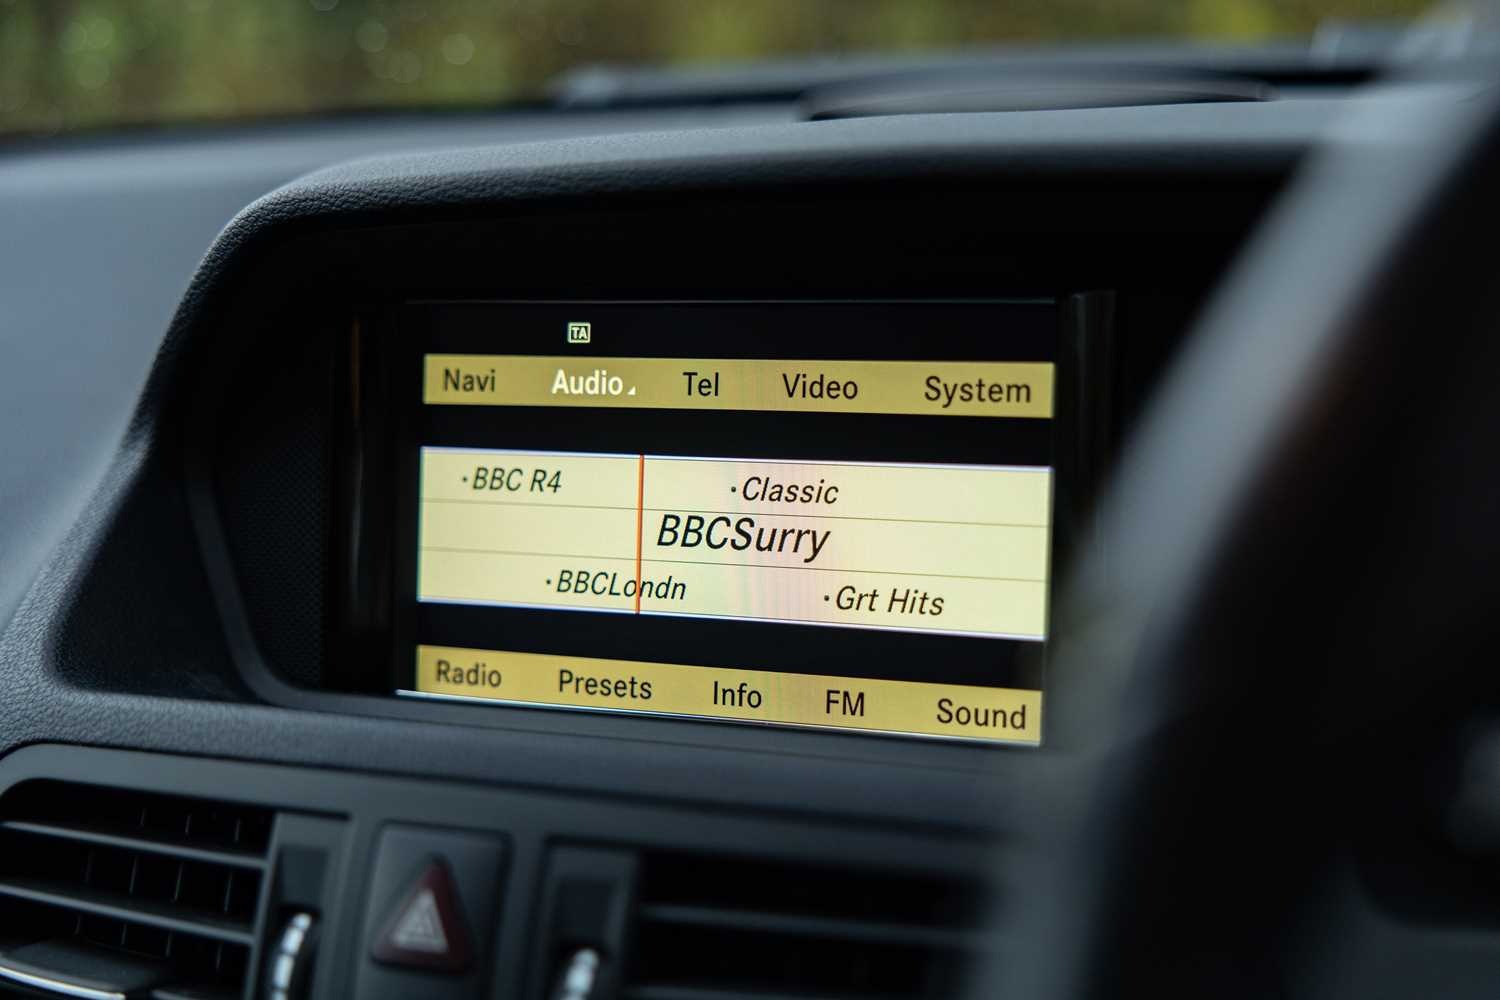 TA
Navi Audio Tel Video System
·BBC R4 ·Classic
BBCSurry
·BBCLondn ·Grt Hits
Radio Presets Info FM Sound